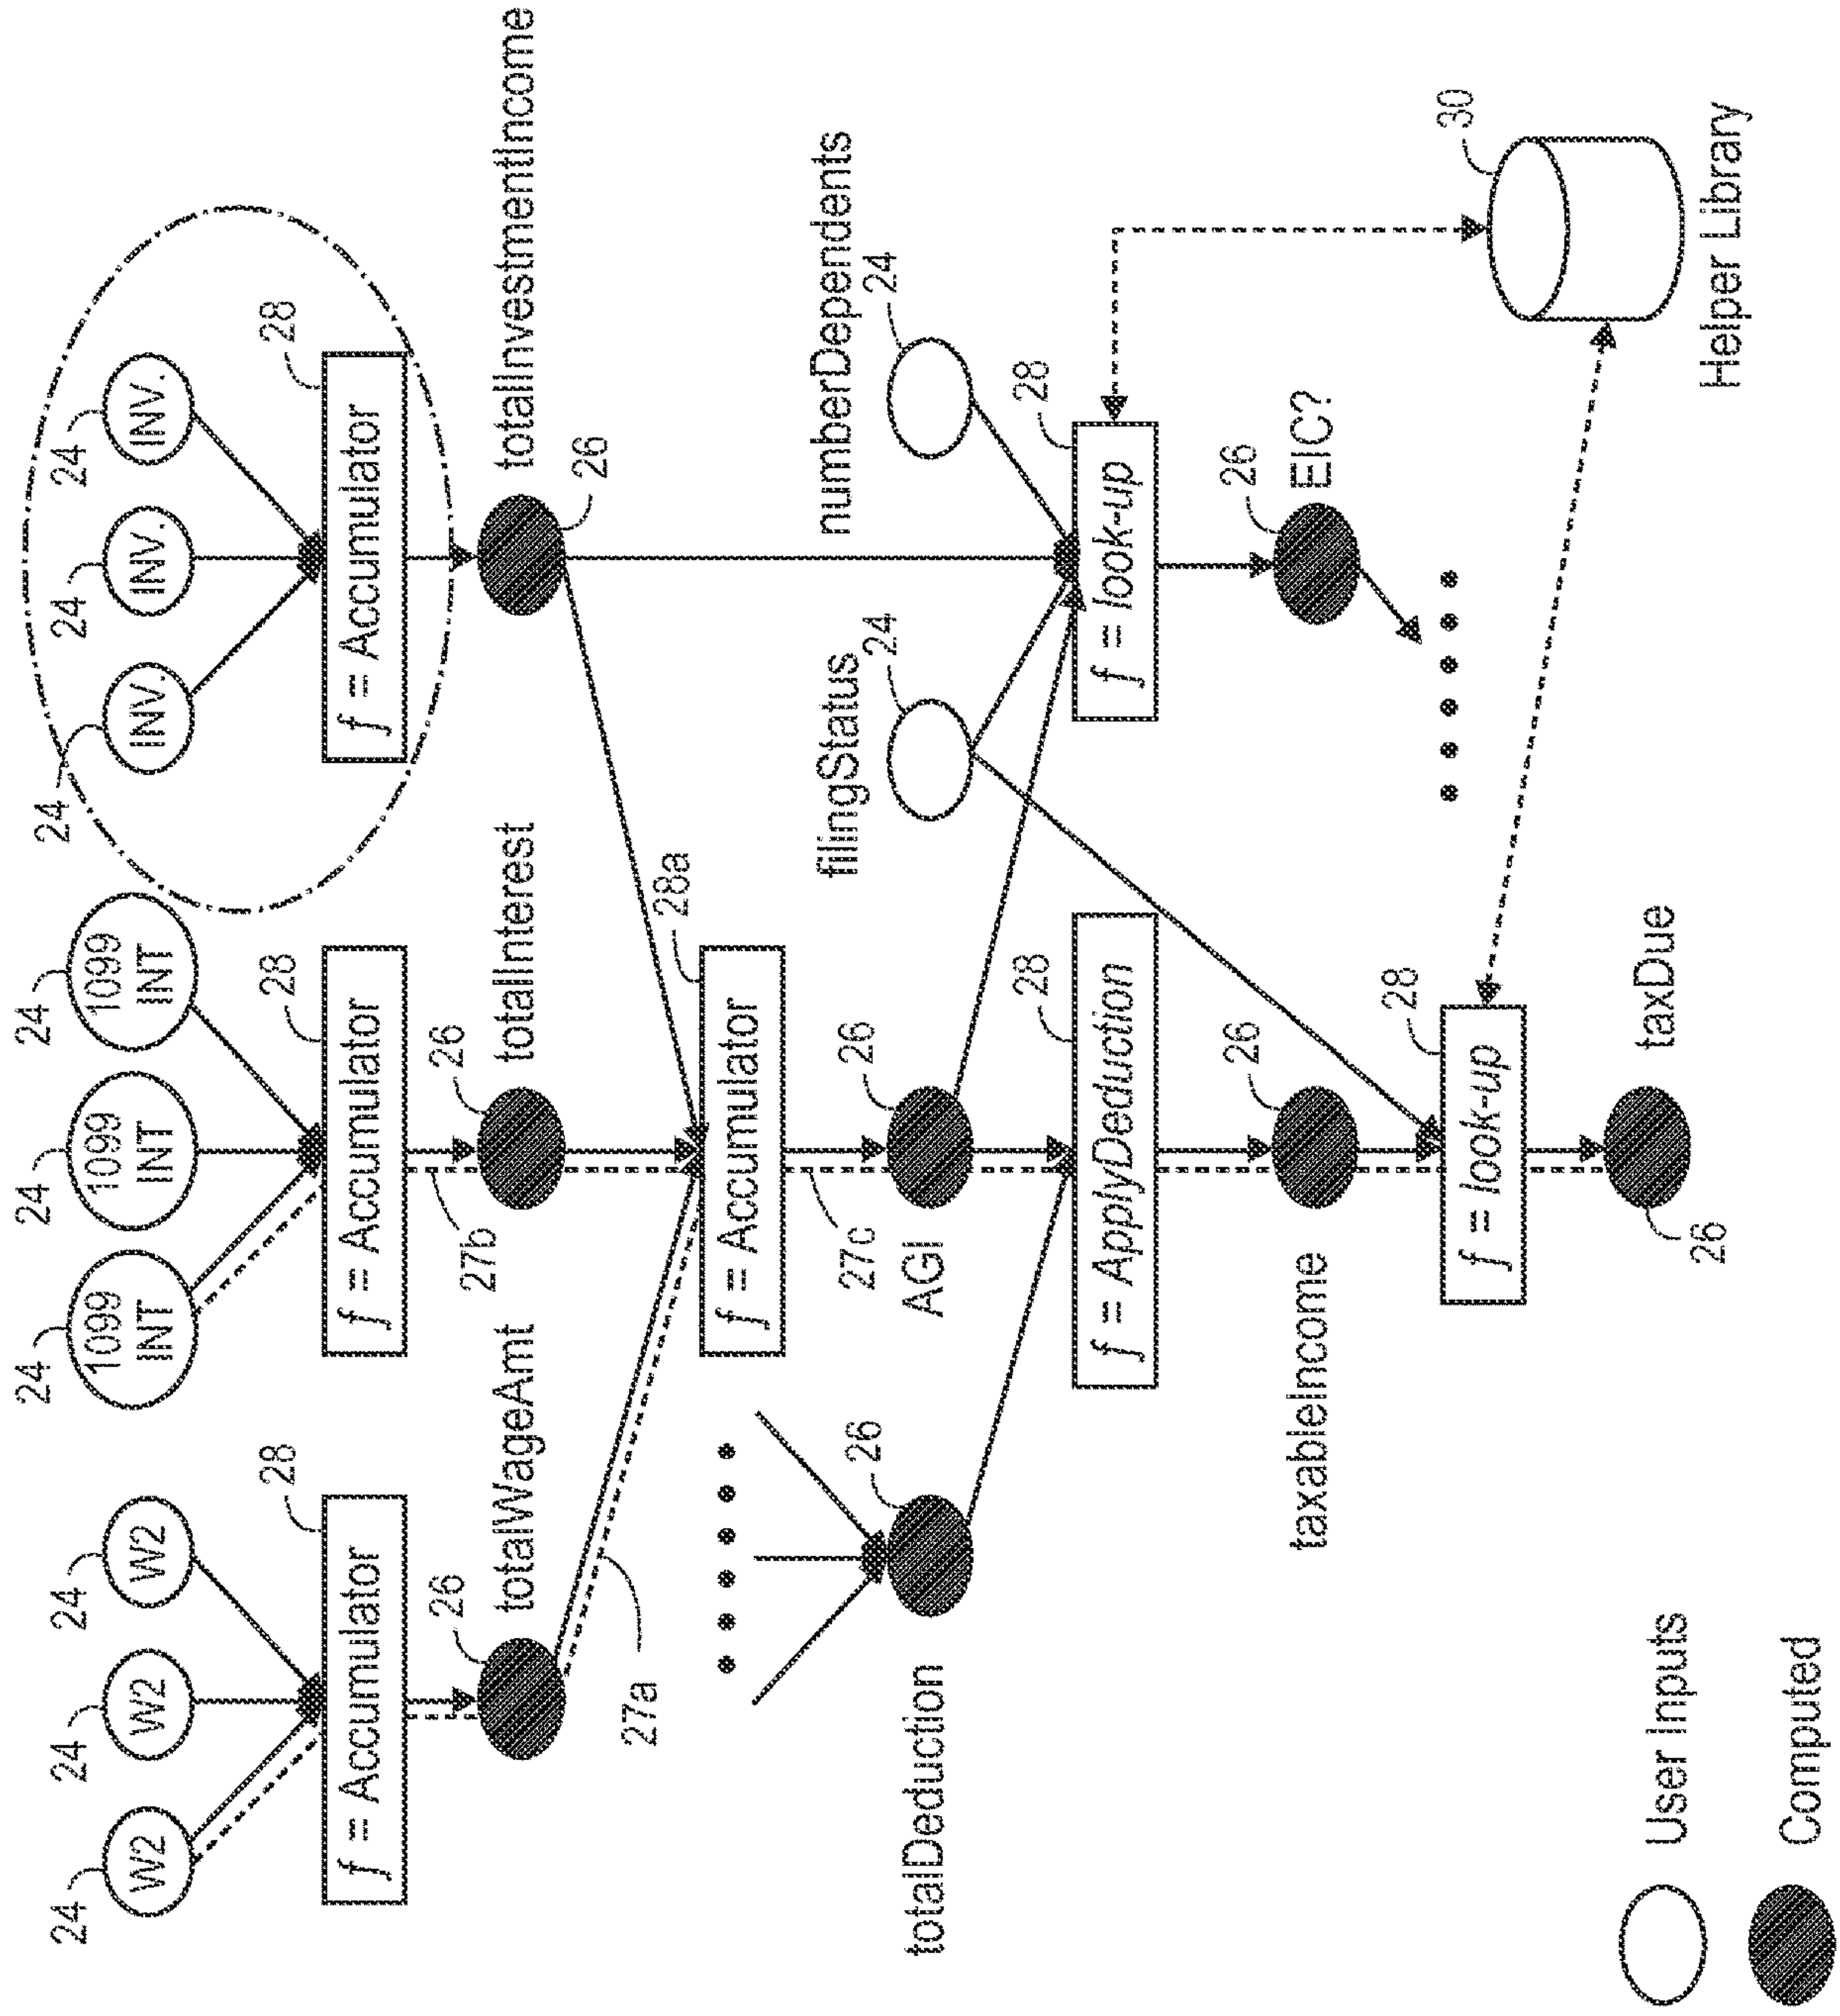 24 24 24 24 24 24 24 24 24
W2 W2 W2 1099 1099 1099 INV. INV. INV.
INT INT INT
28 28 28
f = Accumulator f = Accumulator f = Accumulator
26 26
27b
totalWageAmt totalInterest totalInvestmentIncome
26
27a 28a
f = Accumulator
27c filingStatus numberDependents
26 26 24 24
totalDeduction AGI
28 28
f = ApplyDeduction f = look-up
26 26
taxableIncome EIC?
28 30
f = look-up
taxDue
User Inputs 26 Helper Library
Computed